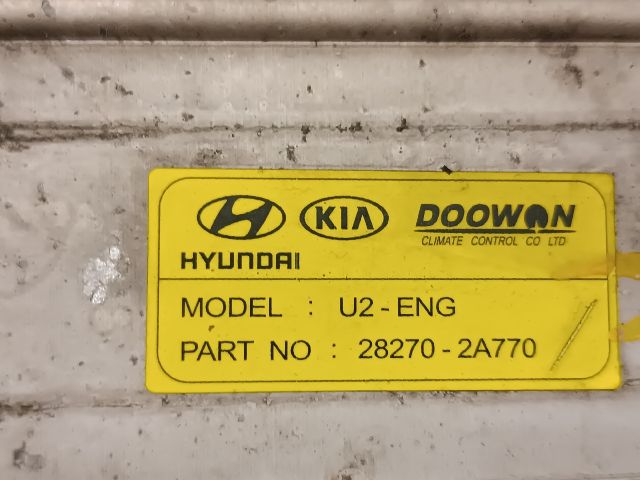 KIA DOOWON
CLIMATE CONTROL CO LTD
HYUNDAI
MODEL : U2-ENG
PART NO : 28270-2A770